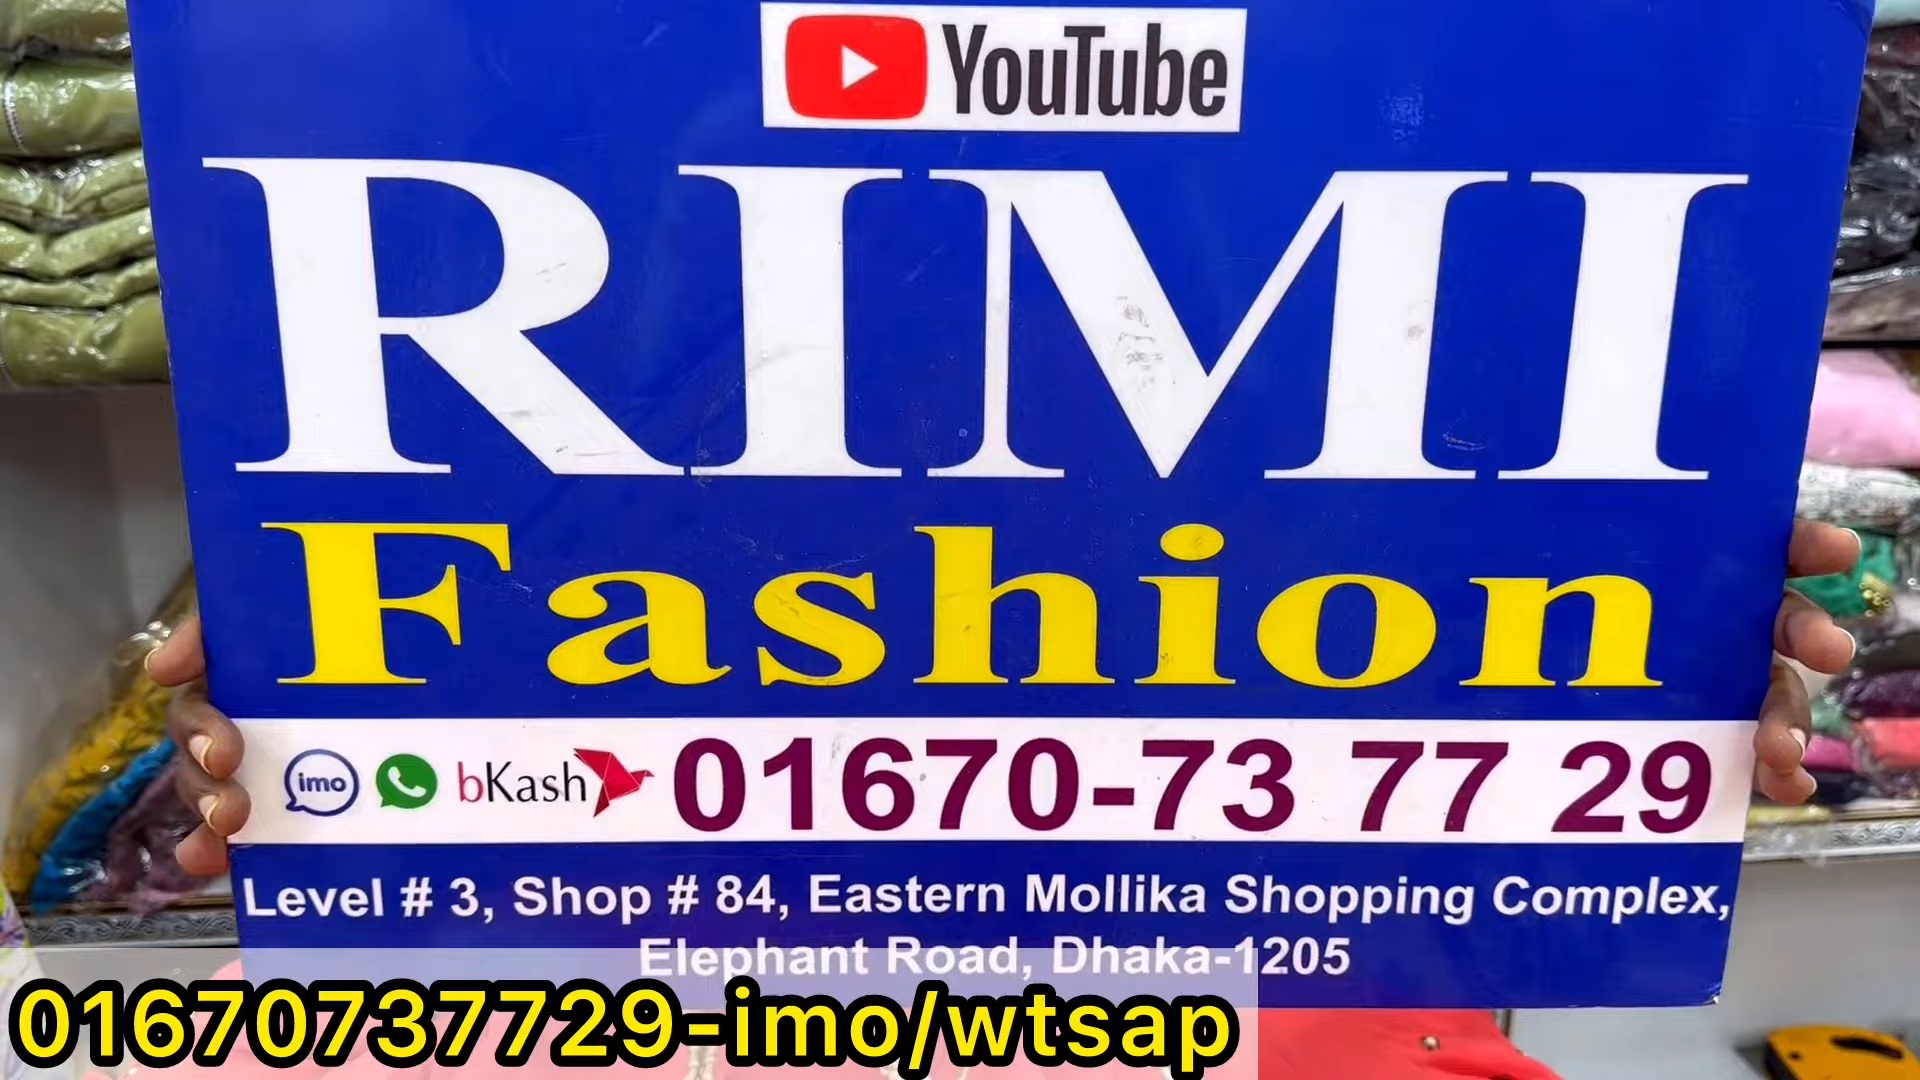 YouTube
RIMI
Fashion
imo bKash 01670-73 77 29
Level # 3, Shop # 84, Eastern Mollika Shopping Complex,
Elephant Road, Dhaka-1205
01670737729-imo/wtsap